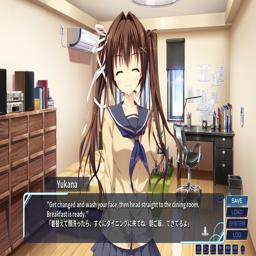 Yukana
"Get changed and wash your face, then head straight to the dining room.
Breakfast is ready."
「着替えて顔洗ったら、すぐにダイニングに来てね。朝ご飯、できてるよ」
SAVE
LOAD
SYSTEM
LOG